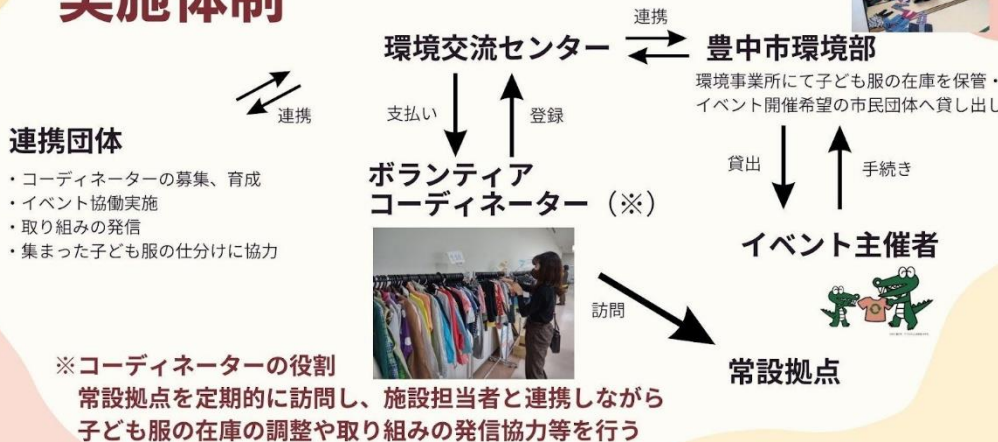 実施体制
連携
環境交流センター
豊中市環境部
環境事業所にて子ども服の在庫を保管・
イベント開催希望の市民団体へ貸し出し
連携
連携団体
・コーディネーターの募集、育成
・イベント協働実施
・取り組みの発信
・集まった子ども服の仕分けに協力
支払い
登録
ボランティア
コーディネーター（※）
貸出
手続き
イベント主催者
訪問
常設拠点
※コーディネーターの役割
常設拠点を定期的に訪問し、施設担当者と連携しながら
子ども服の在庫の調整や取り組みの発信協力等を行う